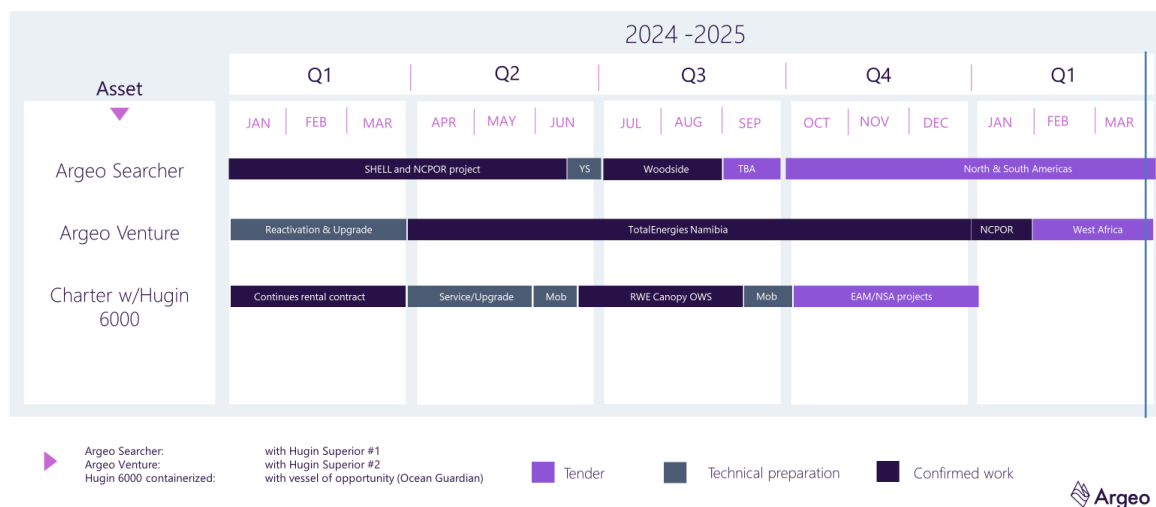 2024 -2025
Asset
Q1
Q2
Q3
Q4
Q1
JAN FEB MAR APR MAY JUN JUL AUG SEP OCT NOV DEC JAN FEB MAR
Argeo Searcher
SHELL and NCPOR project
YS
Woodside
TBA
North & South Americas
Argeo Venture
Reactivation & Upgrade
TotalEnergies Namibia
NCPOR
West Africa
Charter w/Hugin
6000
Continues rental contract
Service/Upgrade
Mob
RWE Canopy OWS
Mob
EAM/NSA projects
Argeo Searcher: with Hugin Superior #1
Argeo Venture: with Hugin Superior #2
Hugin 6000 containerized: with vessel of opportunity (Ocean Guardian)
Tender
Technical preparation
Confirmed work
Argeo